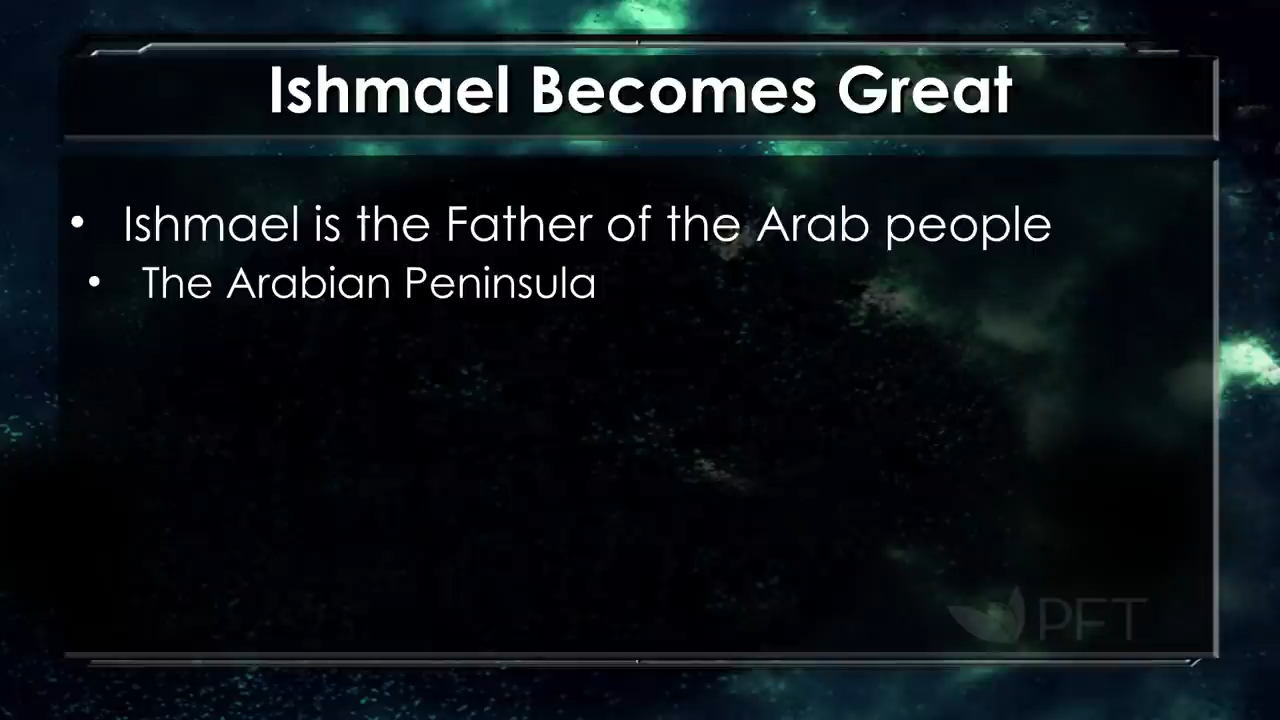 Ishmael Becomes Great
• Ishmael is the Father of the Arab people
• The Arabian Peninsula
PFT